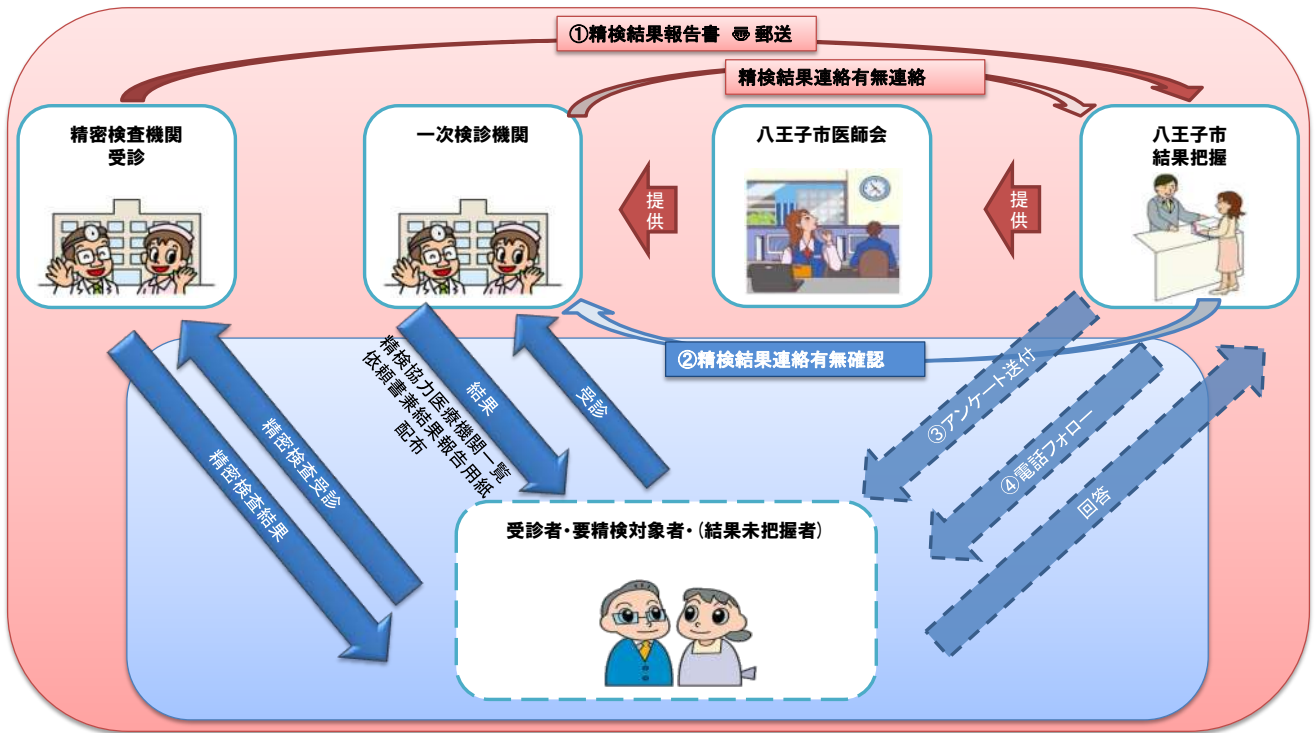 ①精検結果報告書 〠 郵送
精検結果連絡有無連絡
精密検査機関
受診
一次検診機関
八王子市医師会
八王子市
結果把握
提供
提供
②精検結果連絡有無確認
精密検査結果
精密検査受診
精検協力医療機関一覧
依頼書兼結果報告用紙
配布
結果
受診
③アンケート送付
④電話フォロー
回答
受診者・要精検対象者・(結果未把握者)